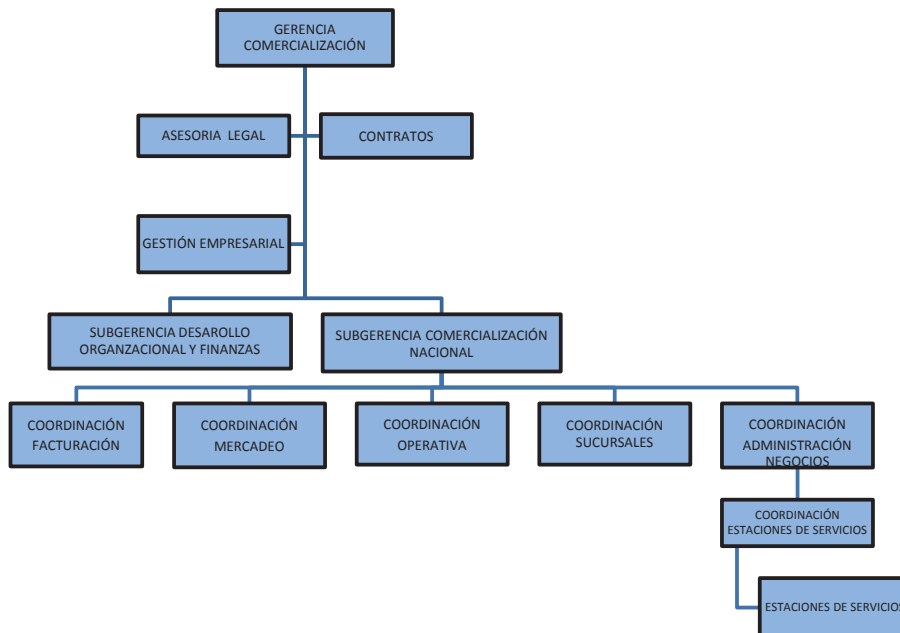 GERENCIA
COMERCIALIZACIÓN
ASESORIA LEGAL
CONTRATOS
GESTIÓN EMPRESARIAL
SUBGERENCIA DESAROLLO
ORGANZACIONAL Y FINANZAS
SUBGERENCIA COMERCIALIZACIÓN
NACIONAL
COORDINACIÓN
FACTURACIÓN
COORDINACIÓN
MERCADEO
COORDINACIÓN
OPERATIVA
COORDINACIÓN
SUCURSALES
COORDINACIÓN
ADMINISTRACIÓN
NEGOCIOS
COORDINACIÓN
ESTACIONES DE SERVICIOS
ESTACIONES DE SERVICIOS